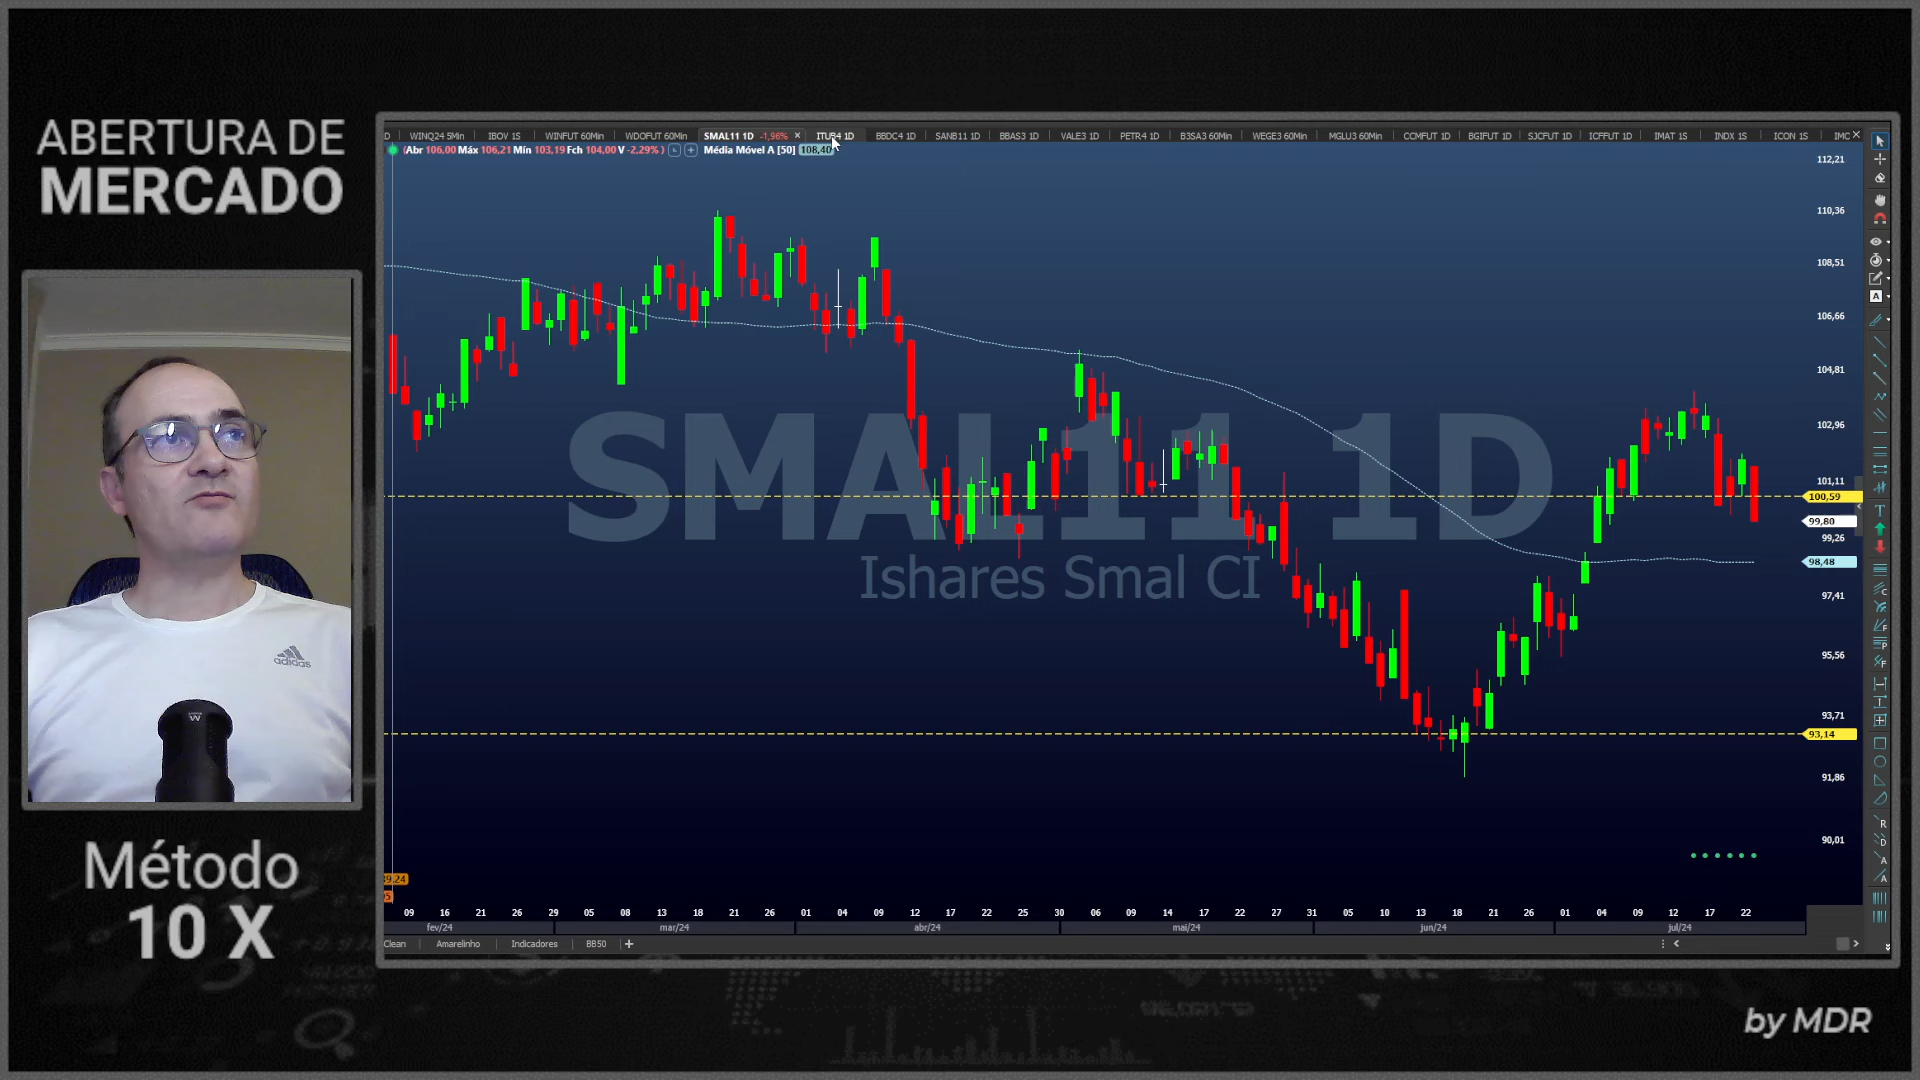 ABERTURA DE
MERCADO
Método
10 X
by MDR
adidas
WINQ24 5Min IBOV 1S WINFUT 60Min WDOFUT 60Min SMAL11 1D -1,96% × ITUB4 1D BBDC4 1D SANB11 1D BBAS3 1D VALE3 1D PETR4 1D B3SA3 60Min WEGE3 60Min MGLU3 60Min CCMFUT 1D BGIFUT 1D SJCFUT 1D ICFFUT 1D IMAT 1S INDX 1S ICON 1S IMC
(Abr 106,00 Máx 106,21 Mín 103,19 Fch 104,00 V -2,29% ) Média Móvel A [50] 108,40
SMAL11 1D
Ishares Smal CI
112,21
110,36
108,51
106,66
104,81
102,96
101,11
100,59
99,80
99,26
98,48
97,41
95,56
93,71
93,14
91,86
90,01
39.24
09 16 21 26 29 05 08 13 18 21 26 01 04 09 12 17 22 25 30 06 09 14 17 22 27 31 05 10 13 18 21 26 01 04 09 12 17 22
fev/24 mar/24 abr/24 mai/24 jun/24 jul/24
Clean Amarelinho Indicadores BB50 +